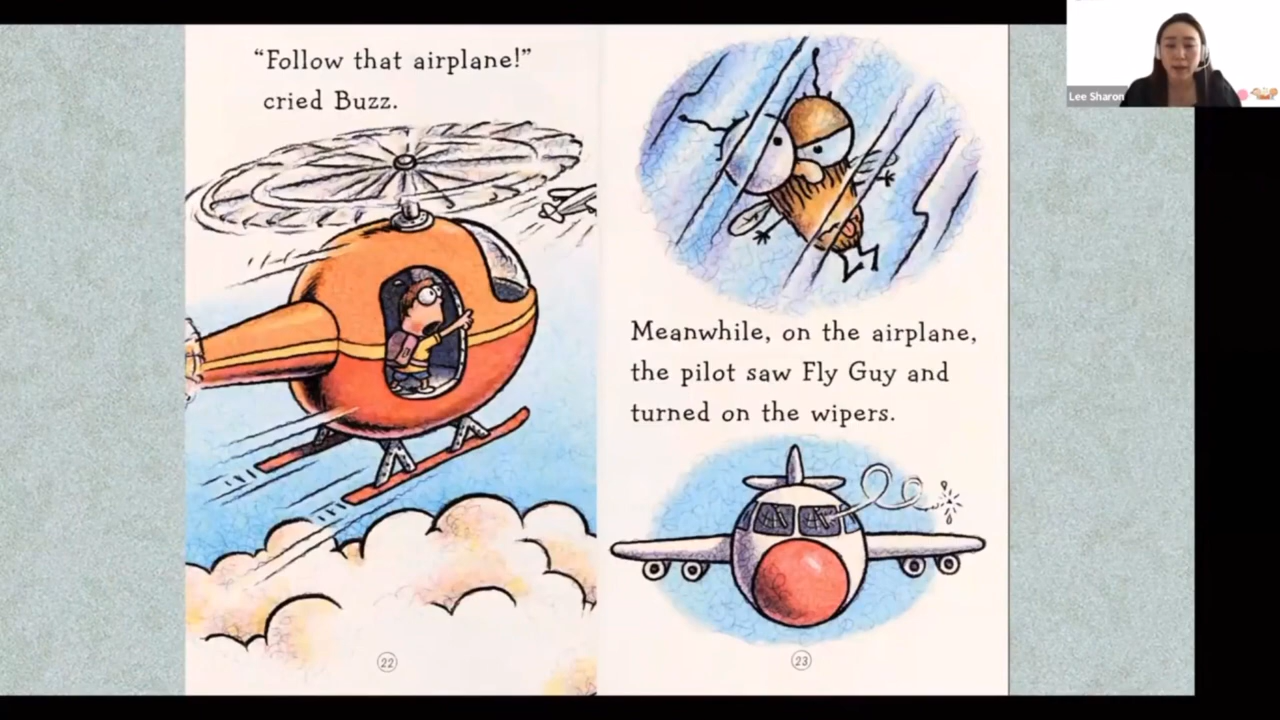 “Follow that airplane!”
cried Buzz.
22
Meanwhile, on the airplane,
the pilot saw Fly Guy and
turned on the wipers.
23
Lee Sharon